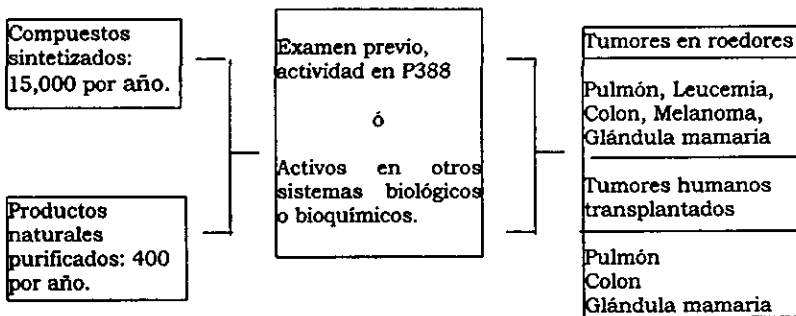 Compuestos
sintetizados:
15,000 por año.
Productos
naturales
purificados: 400
por año.
Examen previo,
actividad en P388
ó
Activos en otros
sistemas biológicos
o bioquímicos.
Tumores en roedores
Pulmón, Leucemia,
Colon, Melanoma,
Glándula mamaria
Tumores humanos
transplantados
Pulmón
Colon
Glándula mamaria